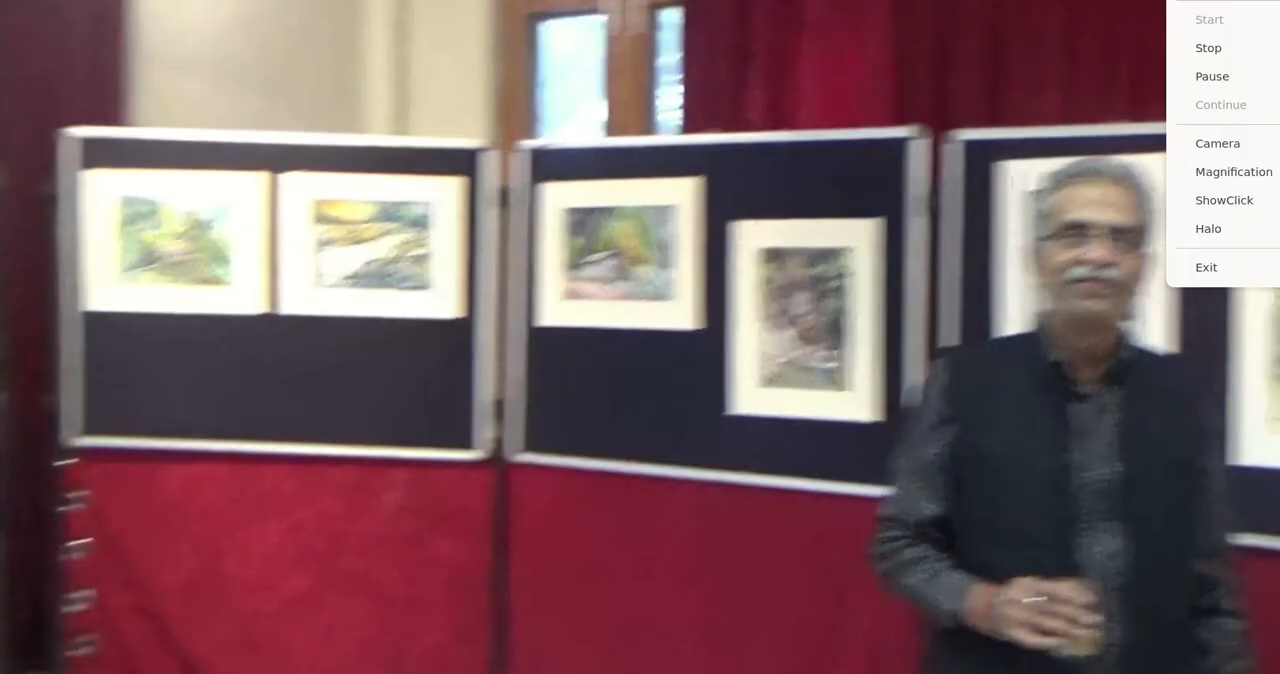 Start
Stop
Pause
Continue
Camera
Magnification
ShowClick
Halo
Exit